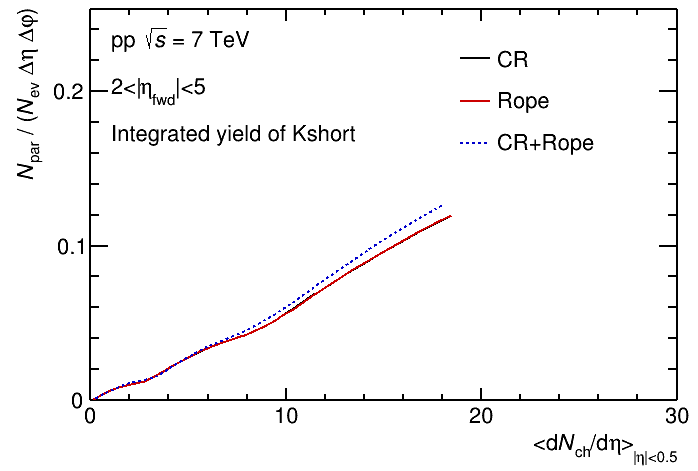 pp √s = 7 TeV
2<|η_fwd|<5
Integrated yield of Kshort
CR
Rope
CR+Rope
N_par / (N_ev Δη Δφ)
0.2
0.1
0
0 10 20 30
<dN_ch/dη>_|η|<0.5